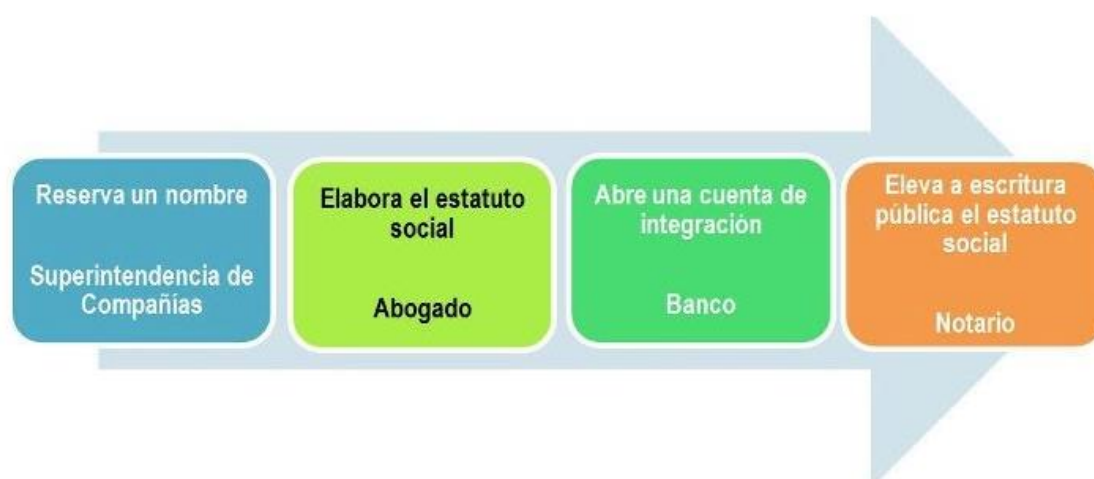 Reserva un nombre
Superintendencia de
Compañías
Elabora el estatuto
social
Abogado
Abre una cuenta de
integración
Banco
Eleva a escritura
pública el estatuto
social
Notario